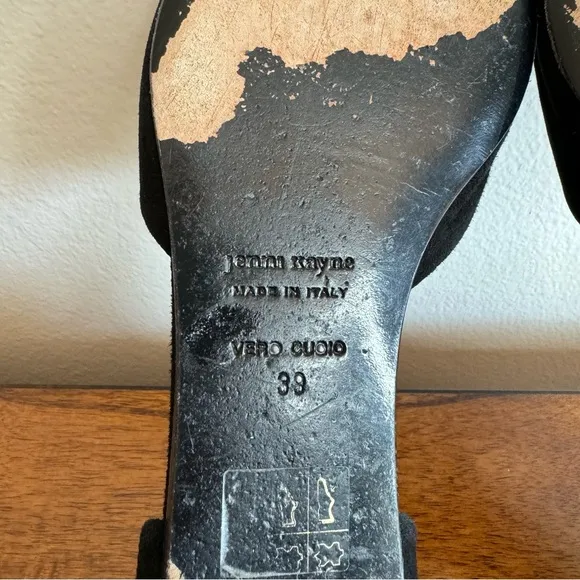 jenni kayne
MADE IN ITALY
VERO CUOIO
39